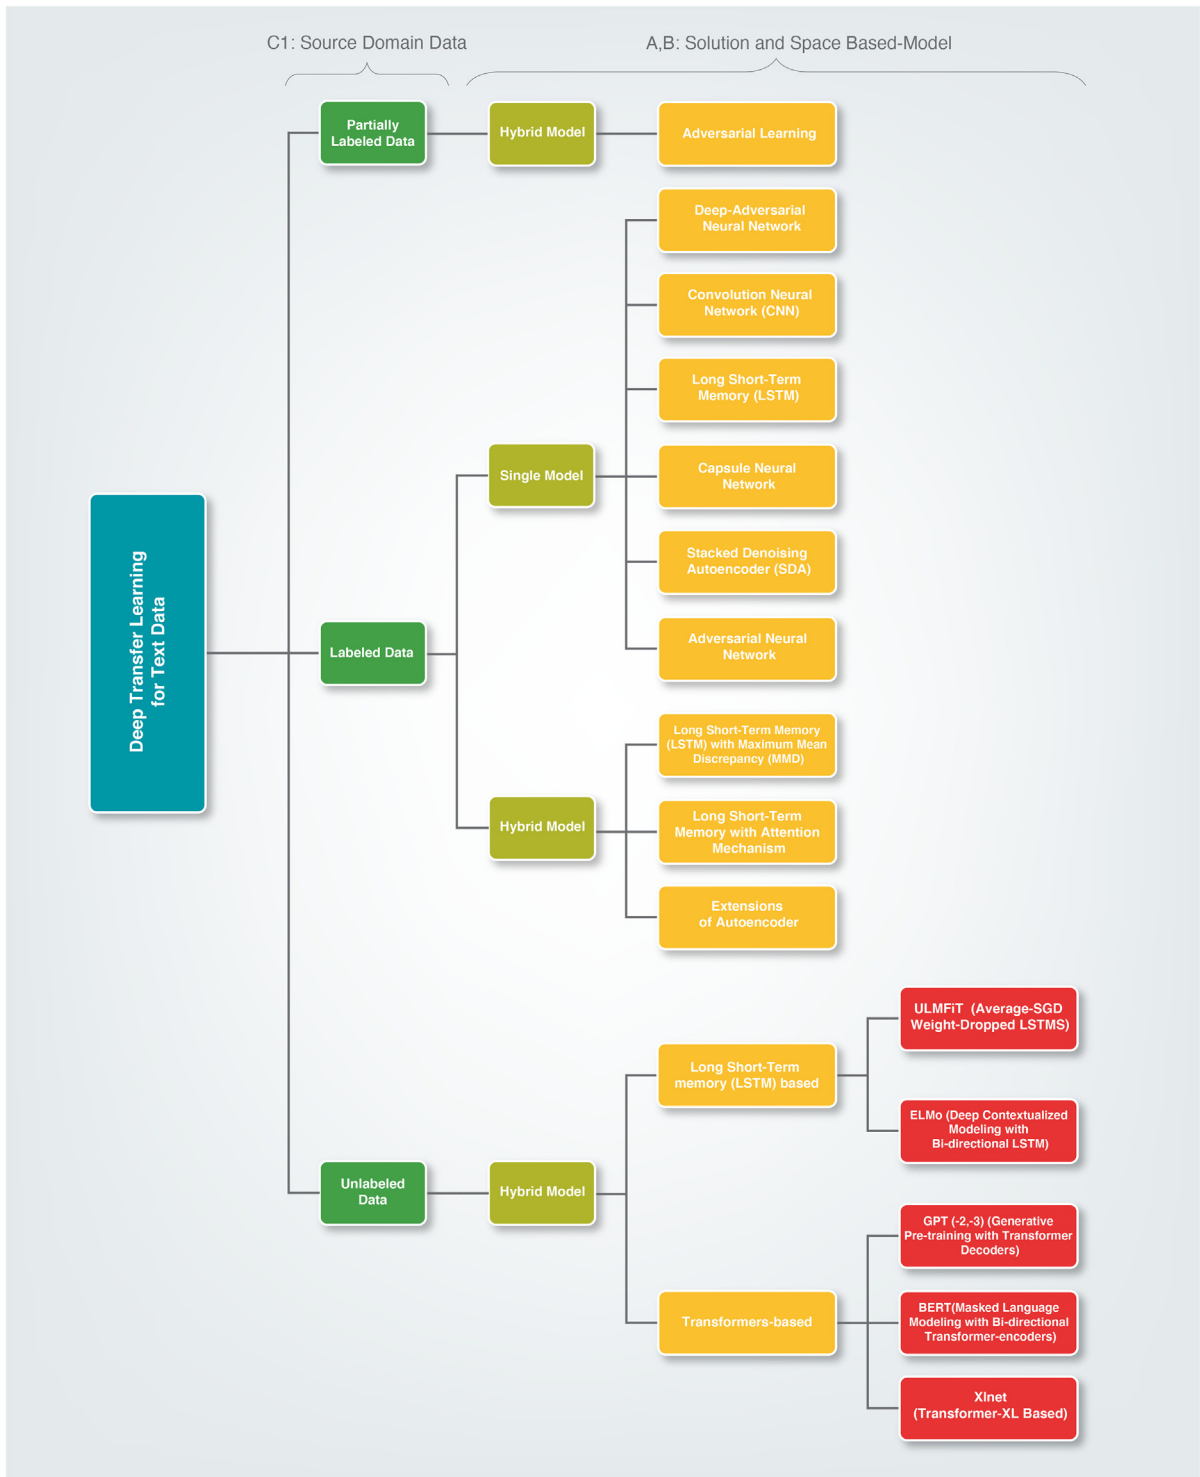 C1: Source Domain Data
A,B: Solution and Space Based-Model
Partially
Labeled Data
Hybrid Model
Adversarial Learning
Deep-Adversarial
Neural Network
Convolution Neural
Network (CNN)
Long Short-Term
Memory (LSTM)
Single Model
Capsule Neural
Network
Stacked Denoising
Autoencoder (SDA)
Deep Transfer Learning
for Text Data
Labeled Data
Adversarial Neural
Network
Long Short-Term Memory
(LSTM) with Maximum Mean
Discrepancy (MMD)
Hybrid Model
Long Short-Term
Memory with Attention
Mechanism
Extensions
of Autoencoder
ULMFiT (Average-SGD
Weight-Dropped LSTMS)
Long Short-Term
memory (LSTM) based
ELMo (Deep Contextualized
Modeling with
Bi-directional LSTM)
Unlabeled
Data
Hybrid Model
GPT (-2,-3) (Generative
Pre-training with Transformer
Decoders)
Transformers-based
BERT(Masked Language
Modeling with Bi-directional
Transformer-encoders)
Xlnet
(Transformer-XL Based)